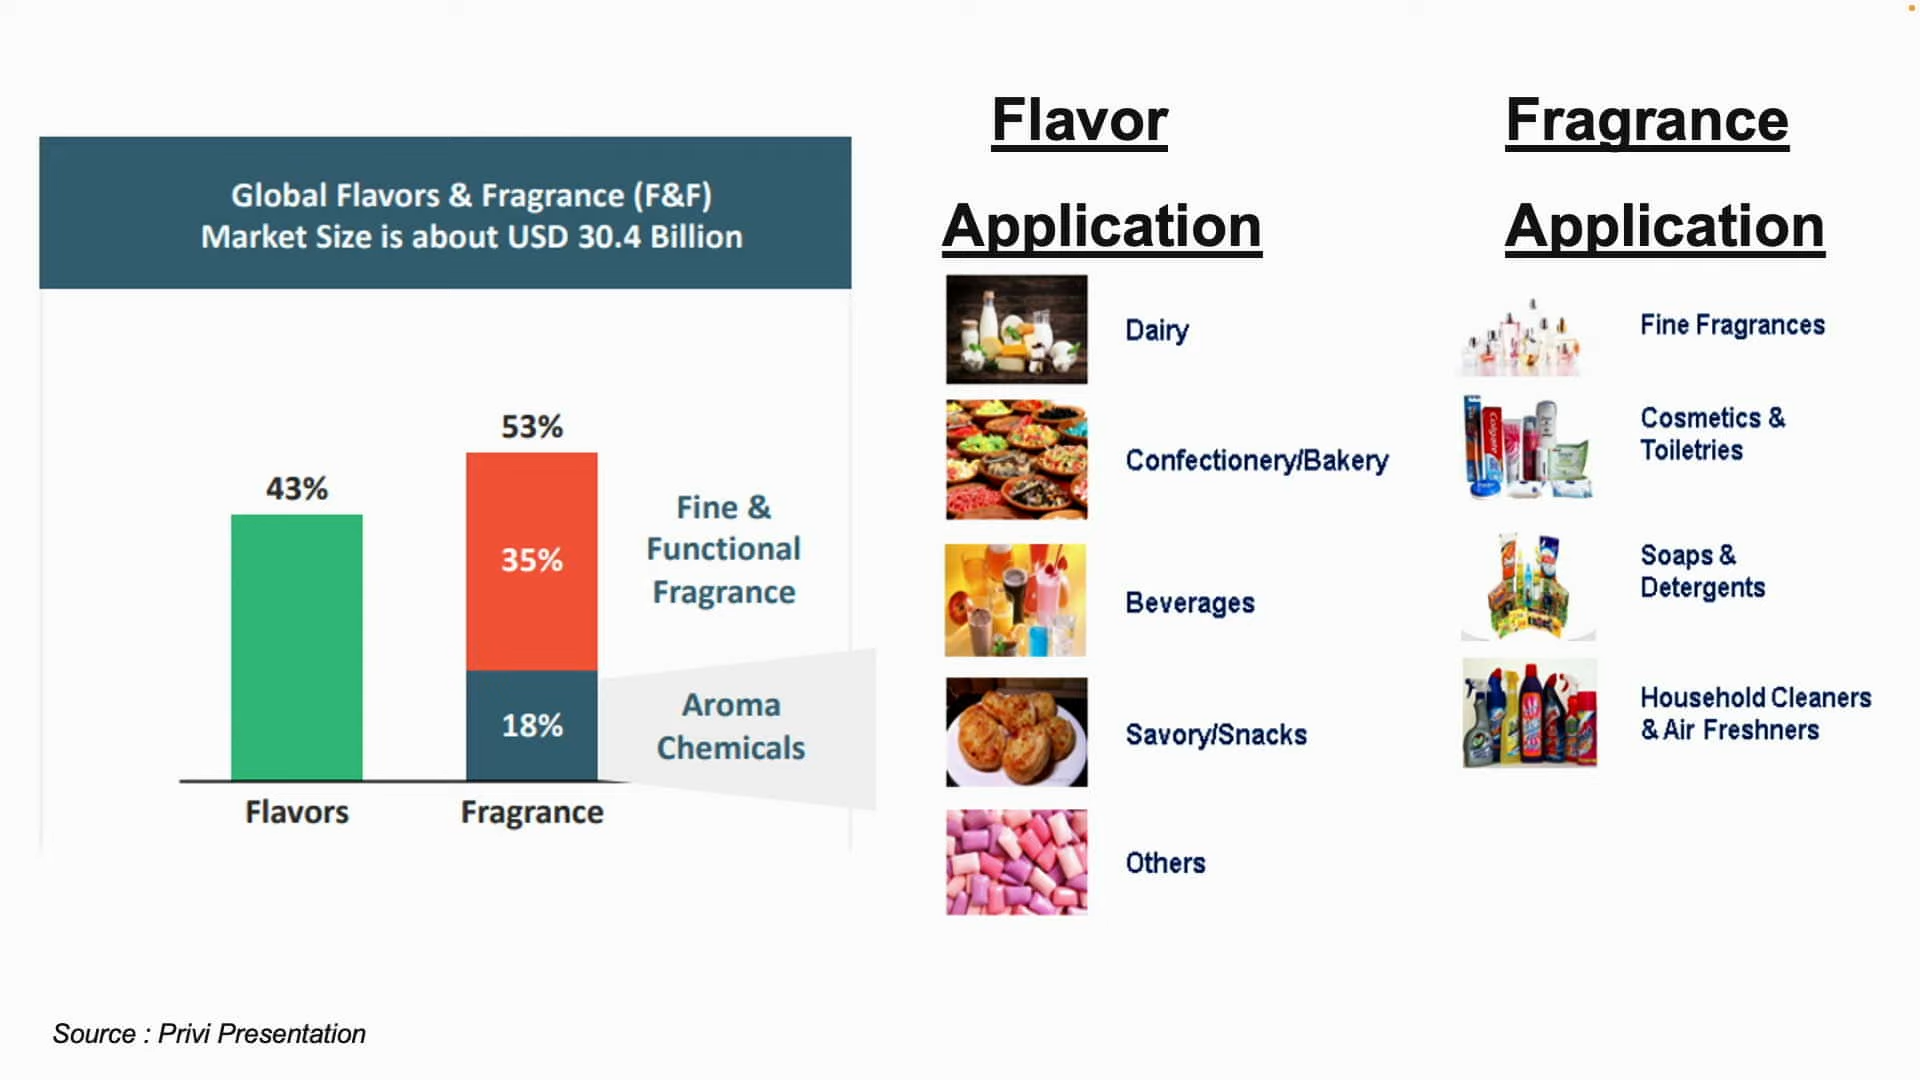 Global Flavors & Fragrance (F&F)
Market Size is about USD 30.4 Billion
43%
53%
35%
18%
Fine &
Functional
Fragrance
Aroma
Chemicals
Flavors
Fragrance
Flavor
Application
Dairy
Confectionery/Bakery
Beverages
Savory/Snacks
Others
Fragrance
Application
Fine Fragrances
Cosmetics &
Toiletries
Colgate
Soaps &
Detergents
Household Cleaners
& Air Freshners
Source : Privi Presentation